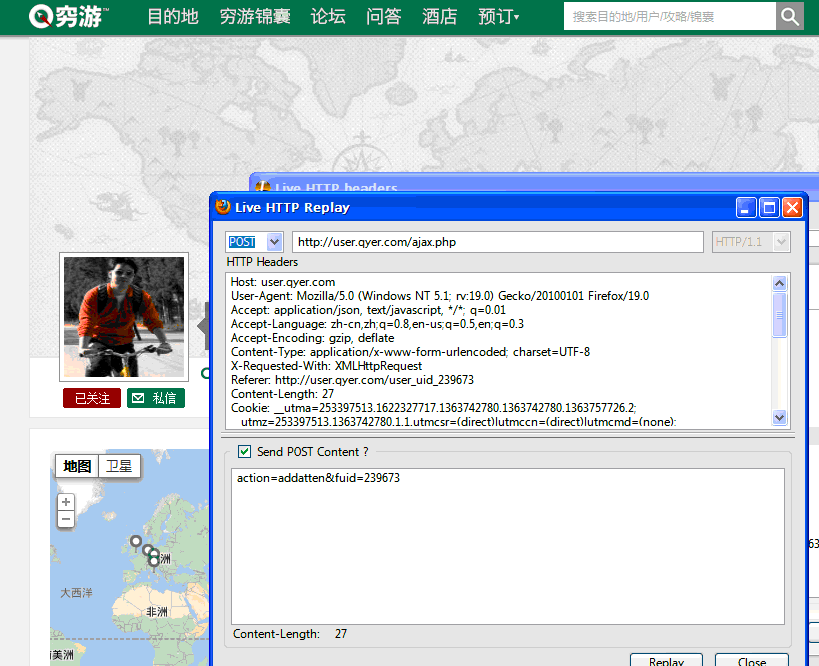 穷游™ 目的地 穷游锦囊 论坛 问答 酒店 预订▾ 搜索目的地/用户/攻略/锦囊
Live HTTP headers
Live HTTP Replay
POST http://user.qyer.com/ajax.php HTTP/1.1
HTTP Headers
Host: user.qyer.com
User-Agent: Mozilla/5.0 (Windows NT 5.1; rv:19.0) Gecko/20100101 Firefox/19.0
Accept: application/json, text/javascript, */*; q=0.01
Accept-Language: zh-cn,zh;q=0.8,en-us;q=0.5,en;q=0.3
Accept-Encoding: gzip, deflate
Content-Type: application/x-www-form-urlencoded; charset=UTF-8
X-Requested-With: XMLHttpRequest
Referer: http://user.qyer.com/user_uid_239673
Content-Length: 27
Cookie: __utma=253397513.1622327717.1363742780.1363742780.1363757726.2;
utmz=253397513.1363742780.1.1.utmcsr=(direct)|utmccn=(direct)|utmcmd=(none);
已关注 私信
Send POST Content ?
action=addatten&fuid=239673
地图 卫星
+
−
洲
大西洋
非洲
美洲
63
Content-Length: 27
Replay Close